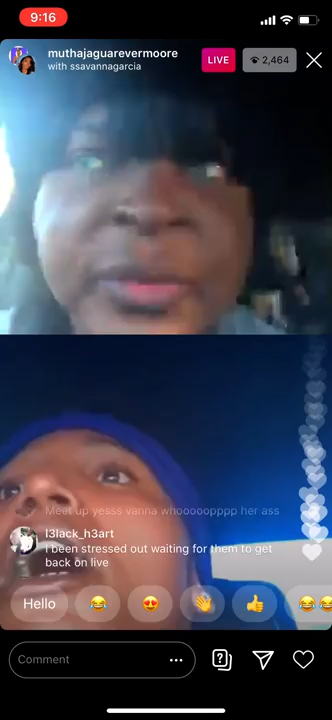 9:16
muthajaguarevermoore
with ssavannagarcia
LIVE
2,464
Meet up yesss vanna whooooopppp her ass
l3lack_h3art
I been stressed out waiting for them to get
back on live
Hello
Comment